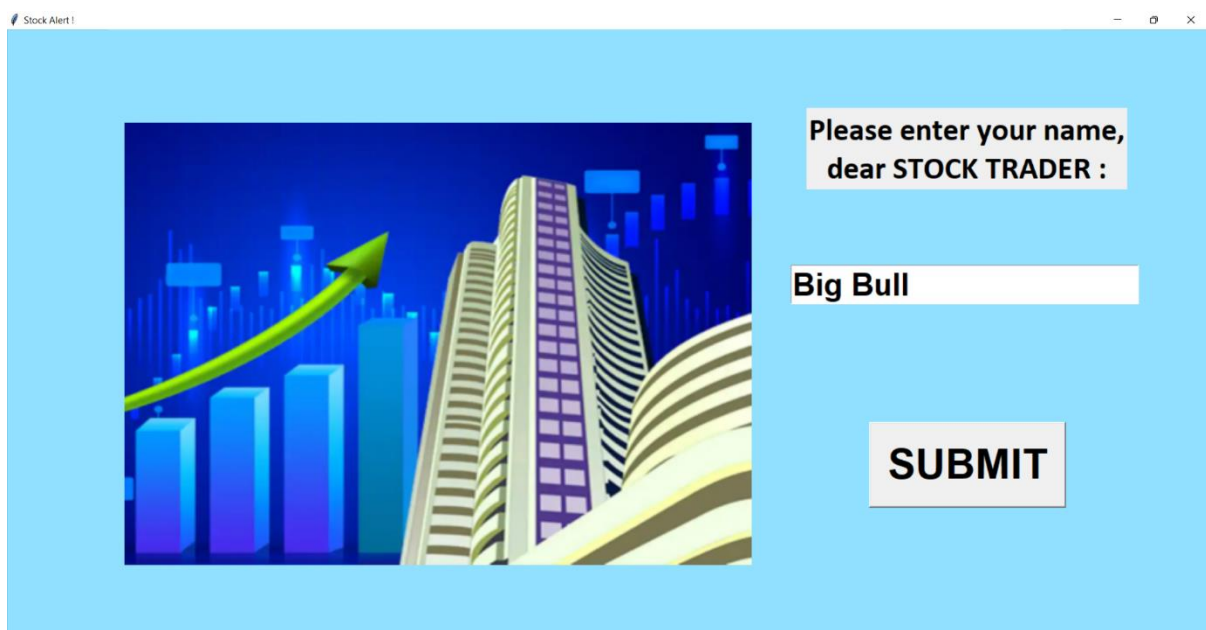 Stock Alert !
Please enter your name,
dear STOCK TRADER :
Big Bull
SUBMIT